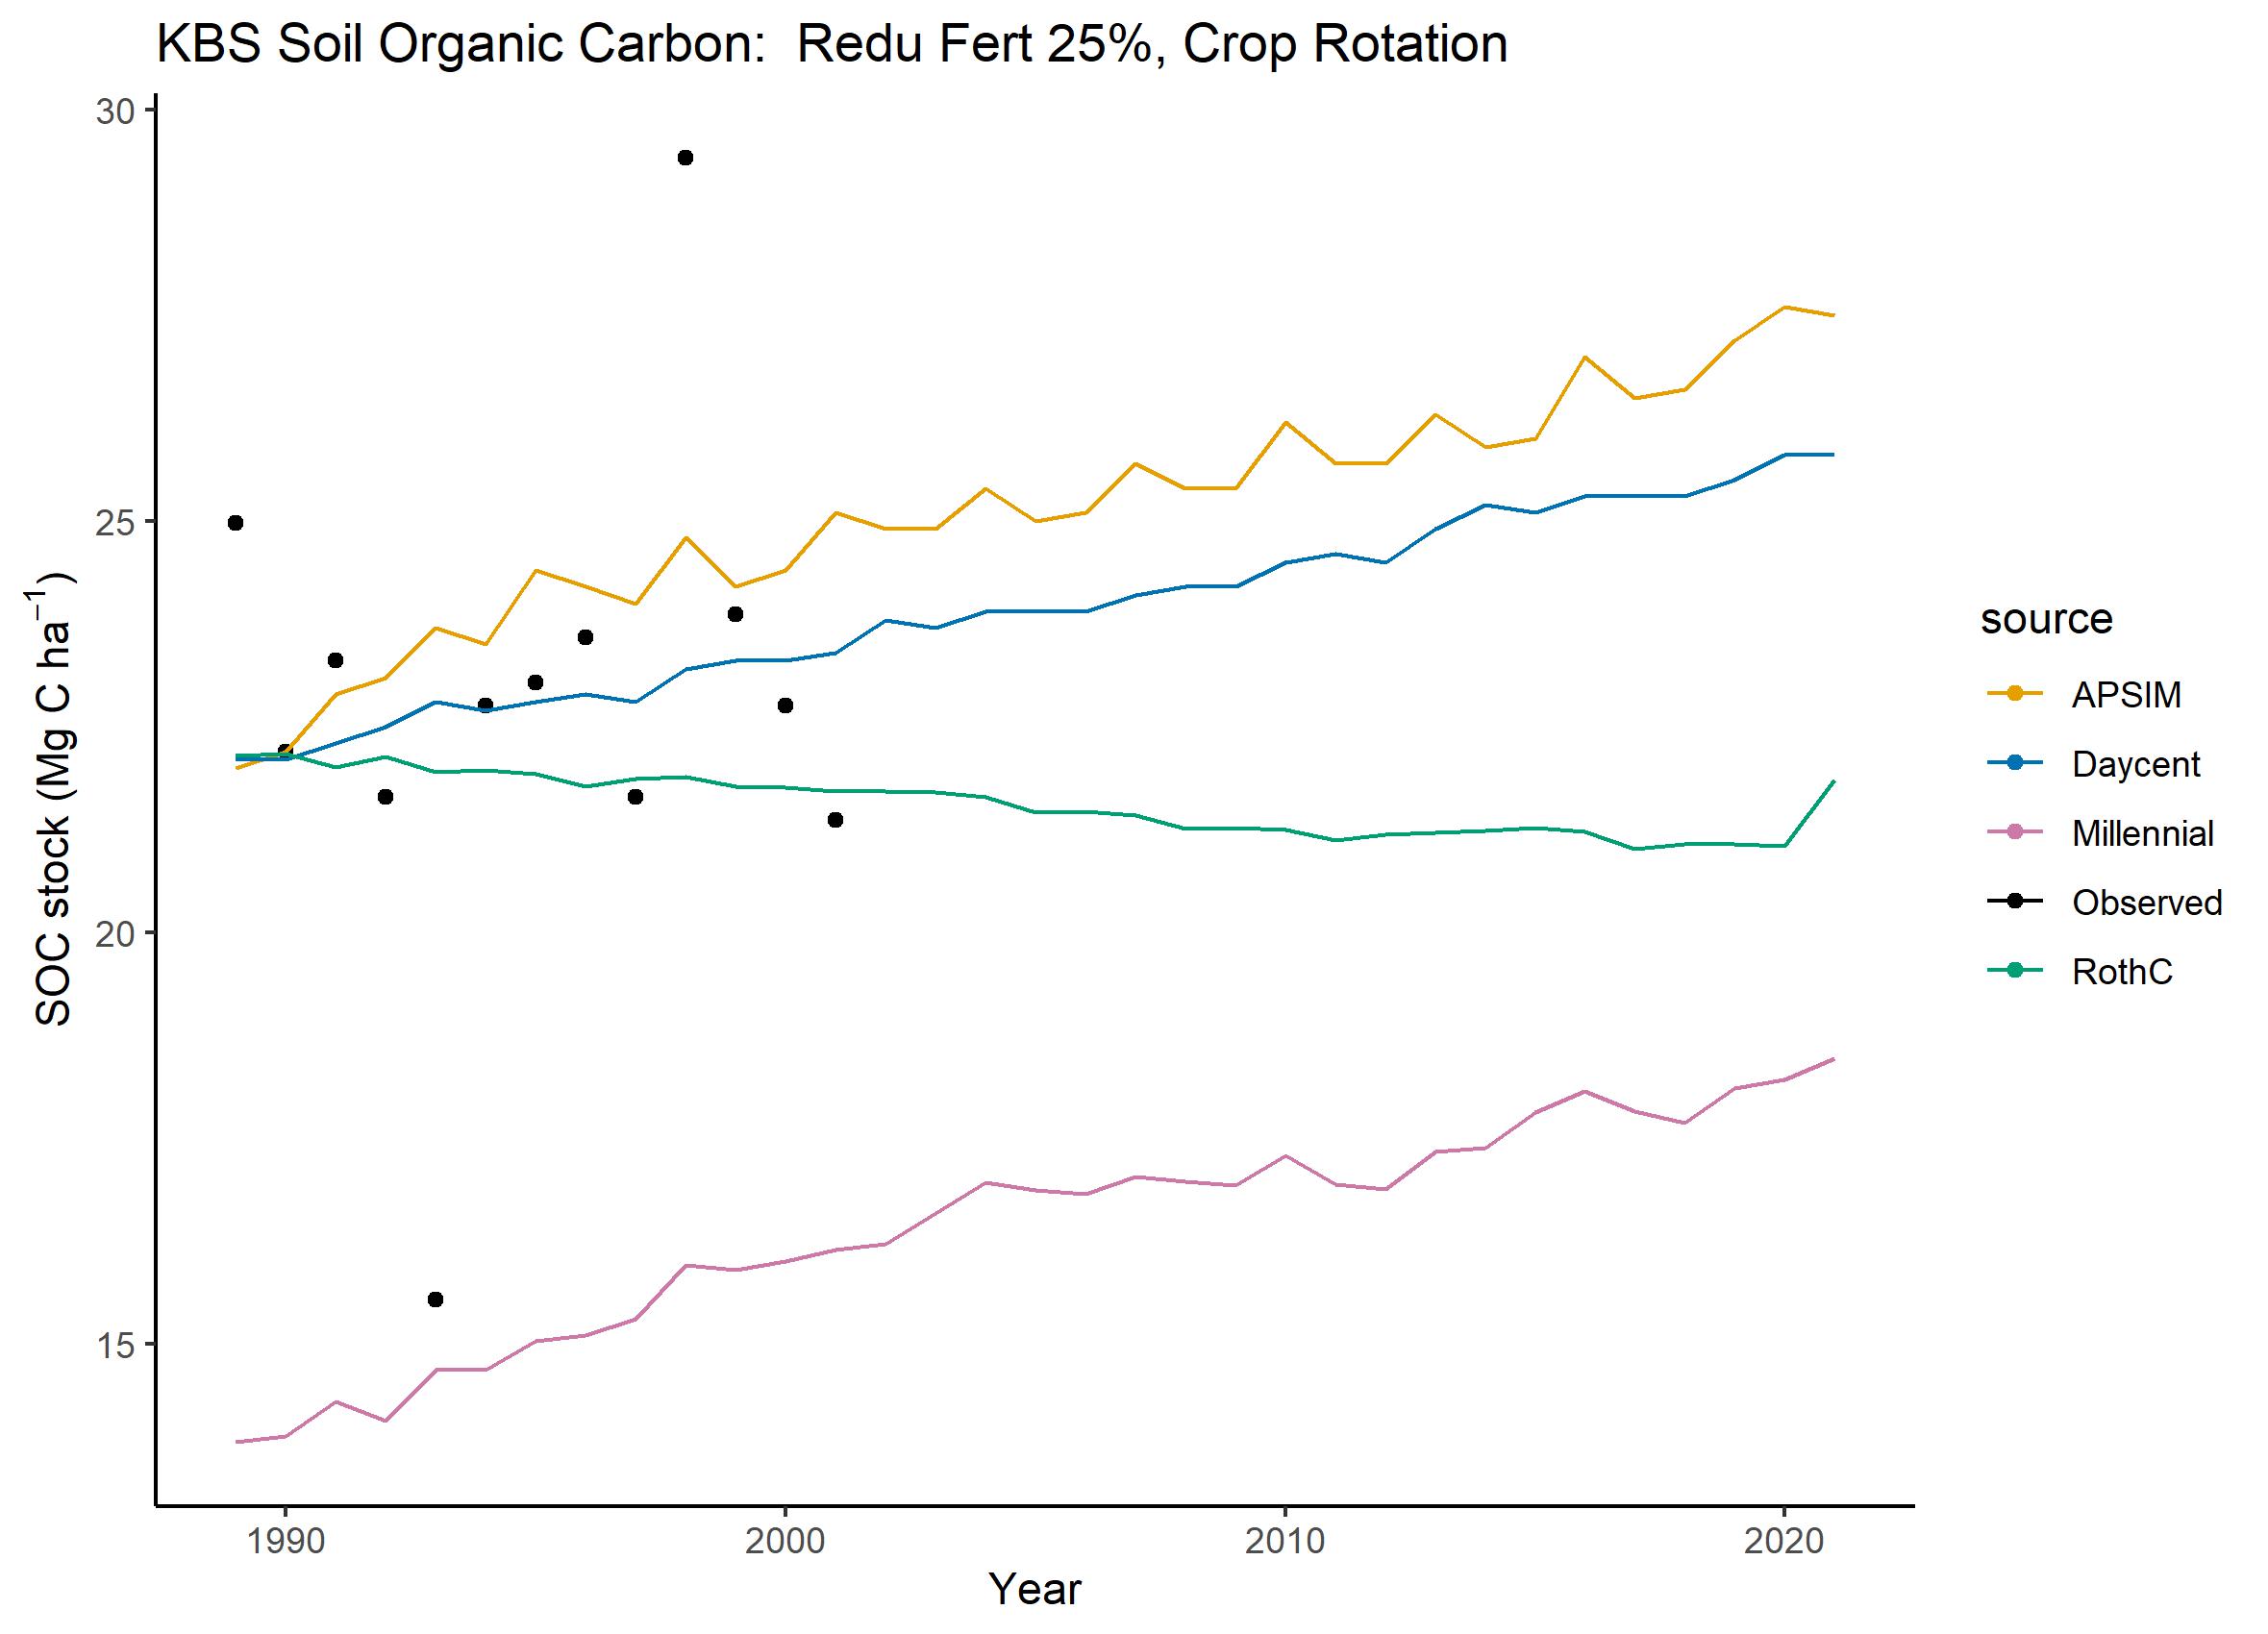 KBS Soil Organic Carbon:  Redu Fert 25%, Crop Rotation
30
25
20
15
SOC stock (Mg C ha⁻¹)
1990 2000 2010 2020
Year
source
APSIM
Daycent
Millennial
Observed
RothC